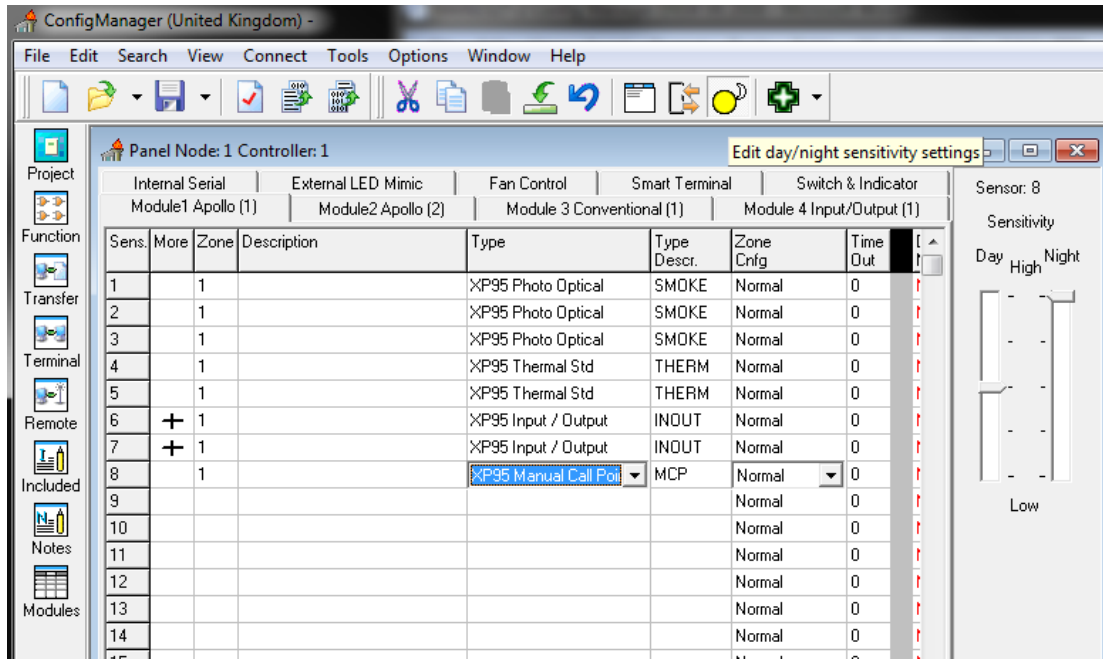 ConfigManager (United Kingdom) -
File Edit Search View Connect Tools Options Window Help
Edit day/night sensitivity settings
Project
Function
Transfer
Terminal
Remote
Included
Notes
Modules
Panel Node: 1 Controller: 1
Internal Serial External LED Mimic Fan Control Smart Terminal Switch & Indicator
Module1 Apollo (1) Module2 Apollo (2) Module 3 Conventional (1) Module 4 Input/Output (1)
Sens. More Zone Description Type Type Descr. Zone Cnfg Time Out
1 1 XP95 Photo Optical SMOKE Normal 0
2 1 XP95 Photo Optical SMOKE Normal 0
3 1 XP95 Photo Optical SMOKE Normal 0
4 1 XP95 Thermal Std THERM Normal 0
5 1 XP95 Thermal Std THERM Normal 0
6 + 1 XP95 Input / Output INOUT Normal 0
7 + 1 XP95 Input / Output INOUT Normal 0
8 1 XP95 Manual Call Poi MCP Normal 0
9 Normal 0
10 Normal 0
11 Normal 0
12 Normal 0
13 Normal 0
14 Normal 0
Sensor: 8
Sensitivity
Day High Night
Low